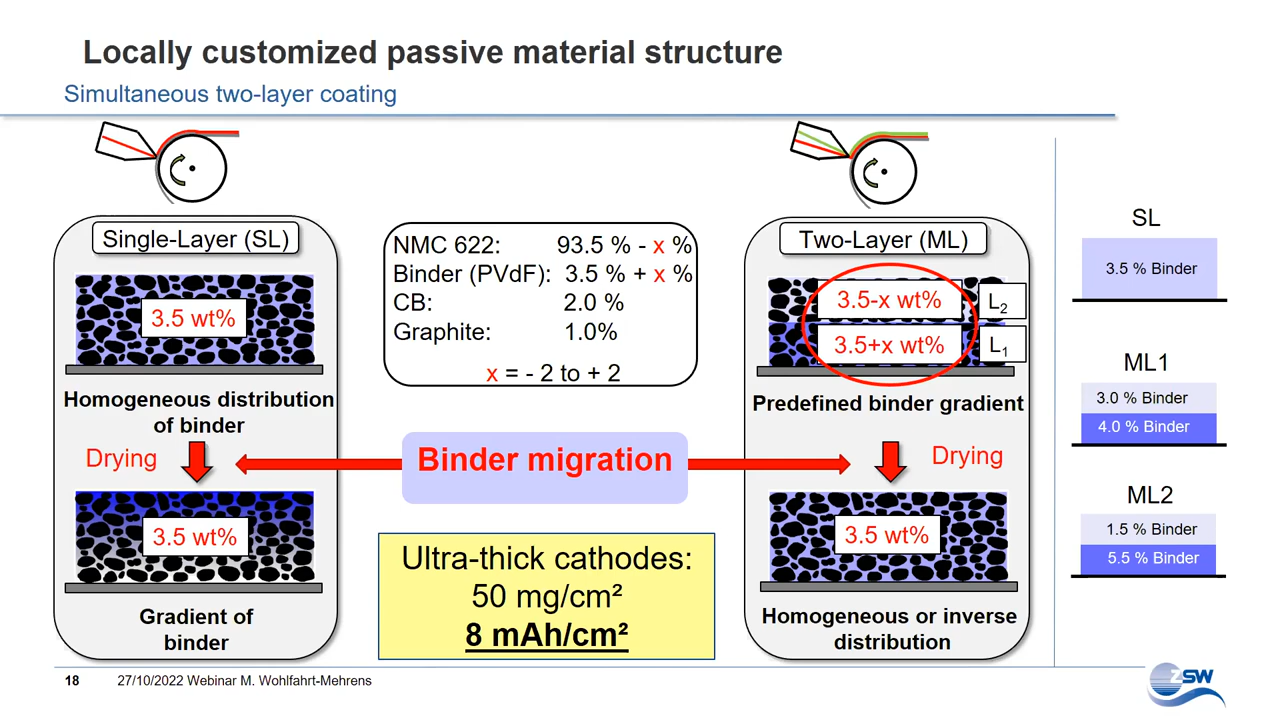 Locally customized passive material structure
Simultaneous two-layer coating
Single-Layer (SL)
3.5 wt%
Homogeneous distribution
of binder
Drying
3.5 wt%
Gradient of
binder
NMC 622: 93.5 % - x %
Binder (PVdF): 3.5 % + x %
CB: 2.0 %
Graphite: 1.0%
x = - 2 to + 2
Binder migration
Ultra-thick cathodes:
50 mg/cm²
8 mAh/cm²
Two-Layer (ML)
3.5-x wt% L2
3.5+x wt% L1
Predefined binder gradient
Drying
3.5 wt%
Homogeneous or inverse
distribution
SL
3.5 % Binder
ML1
3.0 % Binder
4.0 % Binder
ML2
1.5 % Binder
5.5 % Binder
18 27/10/2022 Webinar M. Wohlfahrt-Mehrens
ZSW